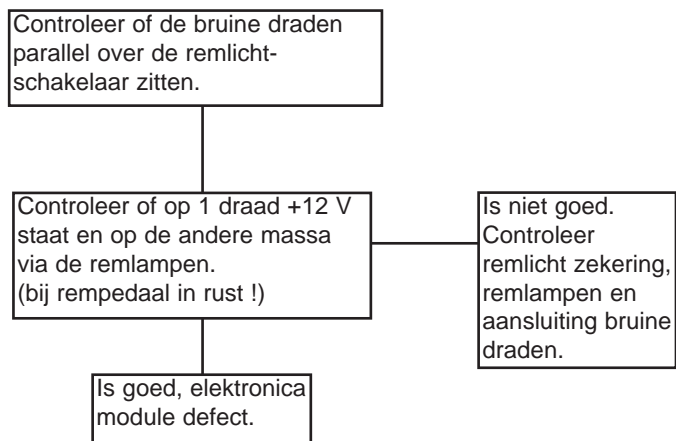 Controleer of de bruine draden
parallel over de remlicht-
schakelaar zitten.
Controleer of op 1 draad +12 V
staat en op de andere massa
via de remlampen.
(bij rempedaal in rust !)
Is niet goed.
Controleer
remlicht zekering,
remlampen en
aansluiting bruine
draden.
Is goed, elektronica
module defect.